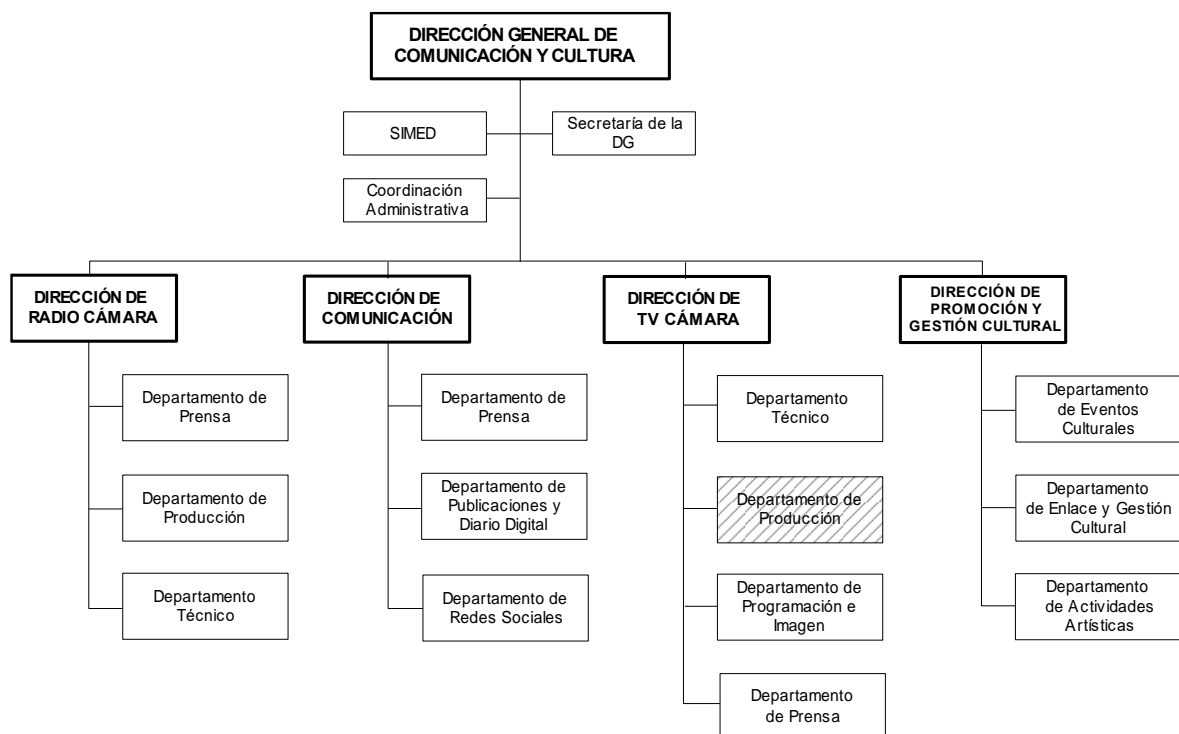 DIRECCIÓN GENERAL DE
COMUNICACIÓN Y CULTURA
SIMED
Secretaría de la
DG
Coordinación
Administrativa
DIRECCIÓN DE
RADIO CÁMARA
DIRECCIÓN DE
COMUNICACIÓN
DIRECCIÓN DE
TV CÁMARA
DIRECCIÓN DE
PROMOCIÓN Y
GESTIÓN CULTURAL
Departamento de
Prensa
Departamento de
Producción
Departamento
Técnico
Departamento de
Prensa
Departamento de
Publicaciones y
Diario Digital
Departamento de
Redes Sociales
Departamento
Técnico
Departamento de
Producción
Departamento de
Programación e
Imagen
Departamento
de Prensa
Departamento
de Eventos
Culturales
Departamento
de Enlace y Gestión
Cultural
Departamento
de Actividades
Artísticas